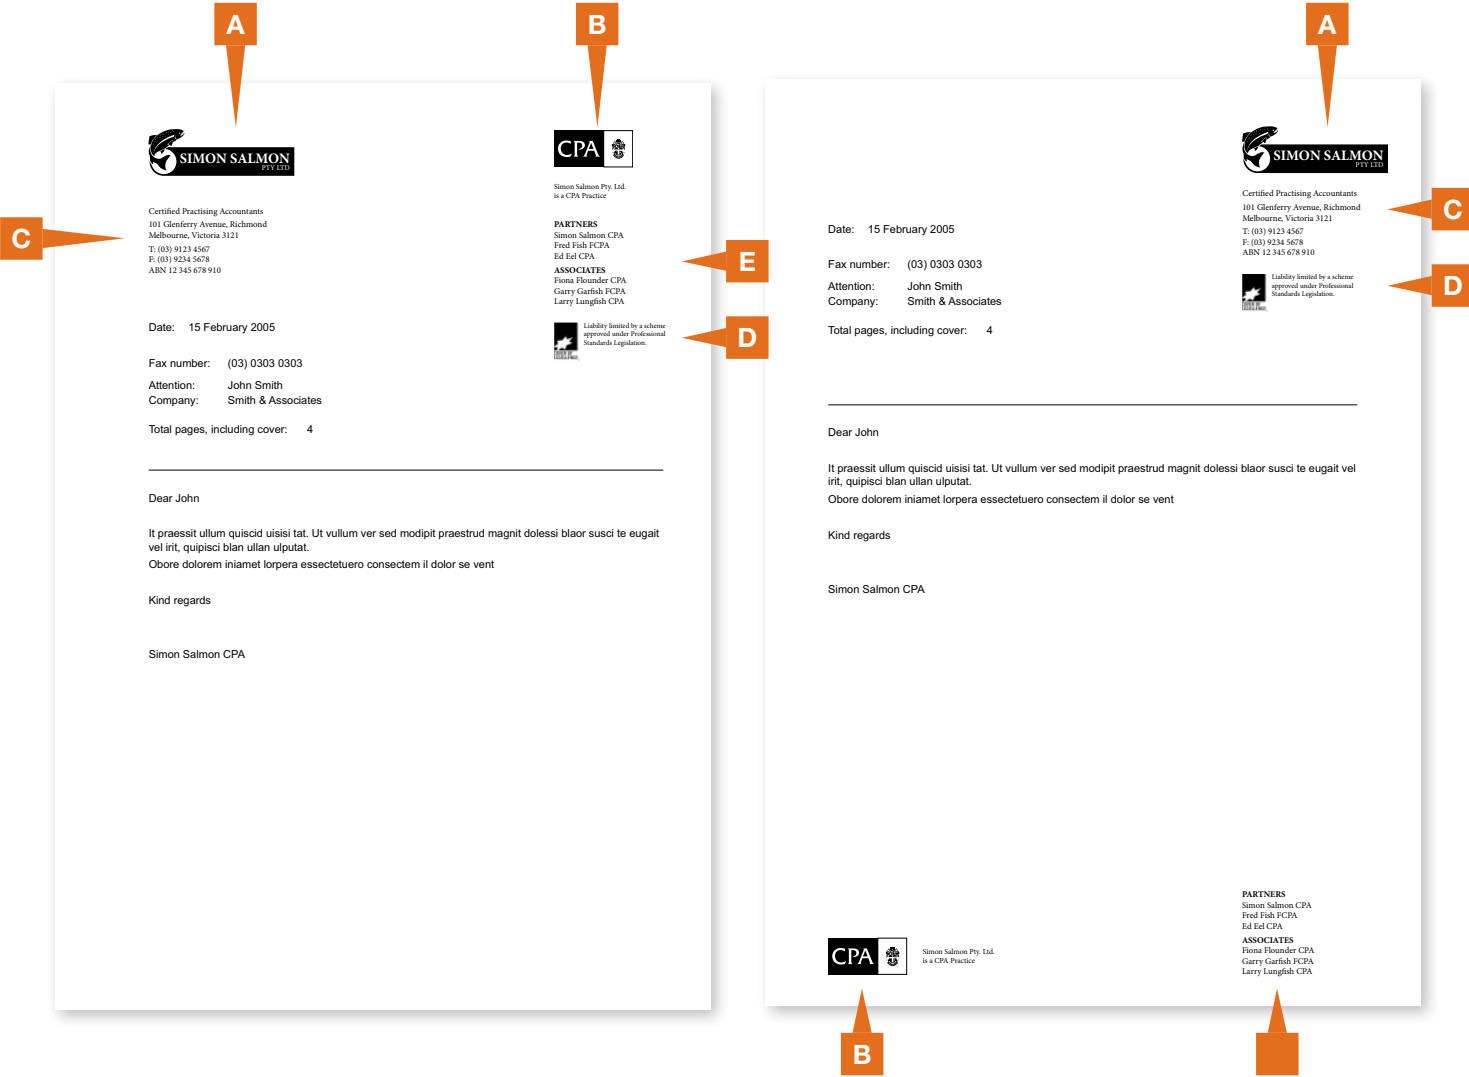 A
B
A
SIMON SALMON
PTY LTD
CPA
Simon Salmon Pty. Ltd.
is a CPA Practice
Certified Practising Accountants
101 Glenferry Avenue, Richmond
Melbourne, Victoria 3121
T: (03) 9123 4567
F: (03) 9234 5678
ABN 12 345 678 910
C
PARTNERS
Simon Salmon CPA
Fred Fish FCPA
Ed Eel CPA
ASSOCIATES
Fiona Flounder CPA
Garry Garfish FCPA
Larry Lungfish CPA
E
Liability limited by a scheme
approved under Professional
Standards Legislation.
D
Date: 15 February 2005
Fax number: (03) 0303 0303
Attention: John Smith
Company: Smith & Associates
Total pages, including cover: 4
Dear John
It praessit ullum quiscid uisisi tat. Ut vullum ver sed modipit praestrud magnit dolessi blaor susci te eugait
vel irit, quipisci blan ullan ulputat.
Obore dolorem iniamet lorpera essectetuero consectem il dolor se vent
Kind regards
Simon Salmon CPA
SIMON SALMON
PTY LTD
Certified Practising Accountants
101 Glenferry Avenue, Richmond
Melbourne, Victoria 3121
T: (03) 9123 4567
F: (03) 9234 5678
ABN 12 345 678 910
C
Liability limited by a scheme
approved under Professional
Standards Legislation.
D
Date: 15 February 2005
Fax number: (03) 0303 0303
Attention: John Smith
Company: Smith & Associates
Total pages, including cover: 4
Dear John
It praessit ullum quiscid uisisi tat. Ut vullum ver sed modipit praestrud magnit dolessi blaor susci te eugait vel
irit, quipisci blan ullan ulputat.
Obore dolorem iniamet lorpera essectetuero consectem il dolor se vent
Kind regards
Simon Salmon CPA
CPA
Simon Salmon Pty. Ltd.
is a CPA Practice
PARTNERS
Simon Salmon CPA
Fred Fish FCPA
Ed Eel CPA
ASSOCIATES
Fiona Flounder CPA
Garry Garfish FCPA
Larry Lungfish CPA
B